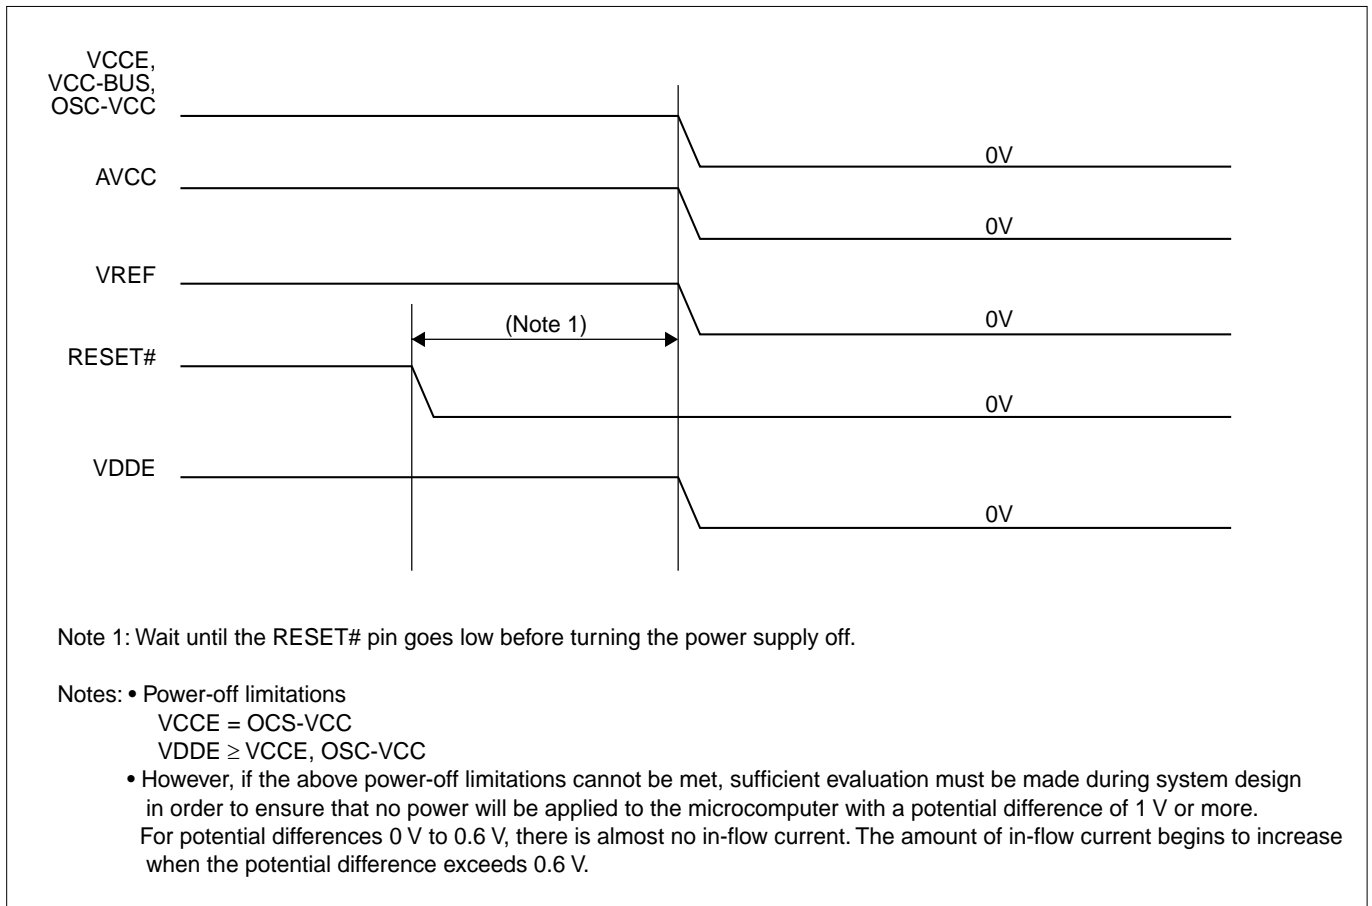 VCCE,
VCC-BUS,
OSC-VCC
0V
AVCC
0V
VREF
0V
(Note 1)
RESET#
0V
VDDE
0V
Note 1: Wait until the RESET# pin goes low before turning the power supply off.
Notes: • Power-off limitations
VCCE = OCS-VCC
VDDE ≥ VCCE, OSC-VCC
• However, if the above power-off limitations cannot be met, sufficient evaluation must be made during system design
in order to ensure that no power will be applied to the microcomputer with a potential difference of 1 V or more.
For potential differences 0 V to 0.6 V, there is almost no in-flow current. The amount of in-flow current begins to increase
when the potential difference exceeds 0.6 V.